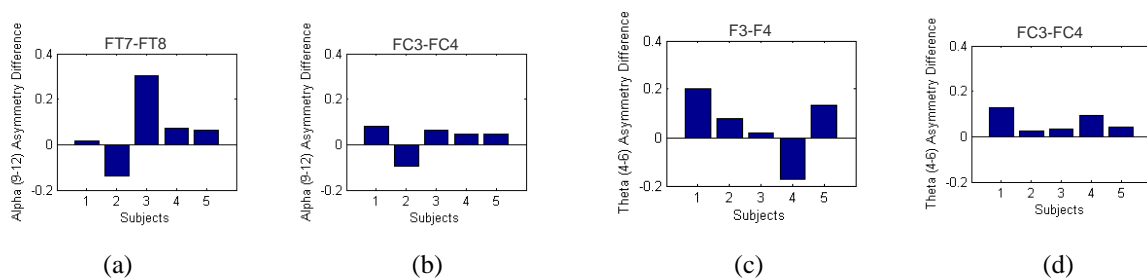 FT7-FT8
Alpha (9-12) Asymmetry Difference
0.4
0.2
0
-0.2
1 2 3 4 5
Subjects
(a)
FC3-FC4
Alpha (9-12) Asymmetry Difference
0.4
0.2
0
-0.2
1 2 3 4 5
Subjects
(b)
F3-F4
Theta (4-6) Asymmetry Difference
0.4
0.2
0
-0.2
1 2 3 4 5
Subjects
(c)
FC3-FC4
Theta (4-6) Asymmetry Difference
0.4
0.2
0
-0.2
1 2 3 4 5
Subjects
(d)